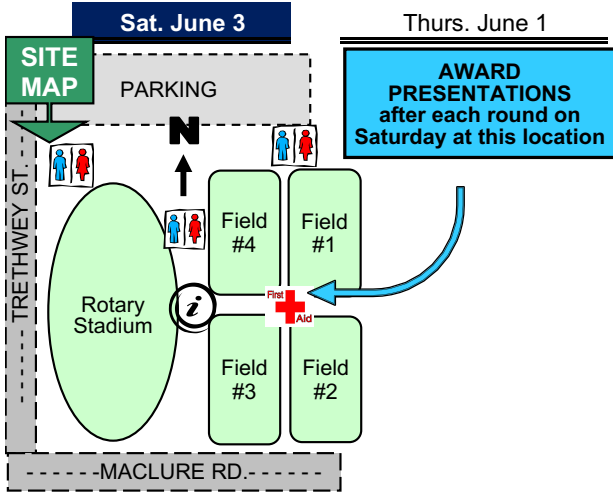 Sat. June 3
Thurs. June 1
SITE
MAP
PARKING
AWARD
PRESENTATIONS
after each round on
Saturday at this location
N
TRETHWEY ST.
Field
#4
Field
#1
Rotary
Stadium
i
First
Aid
Field
#3
Field
#2
-------MACLURE RD.-------